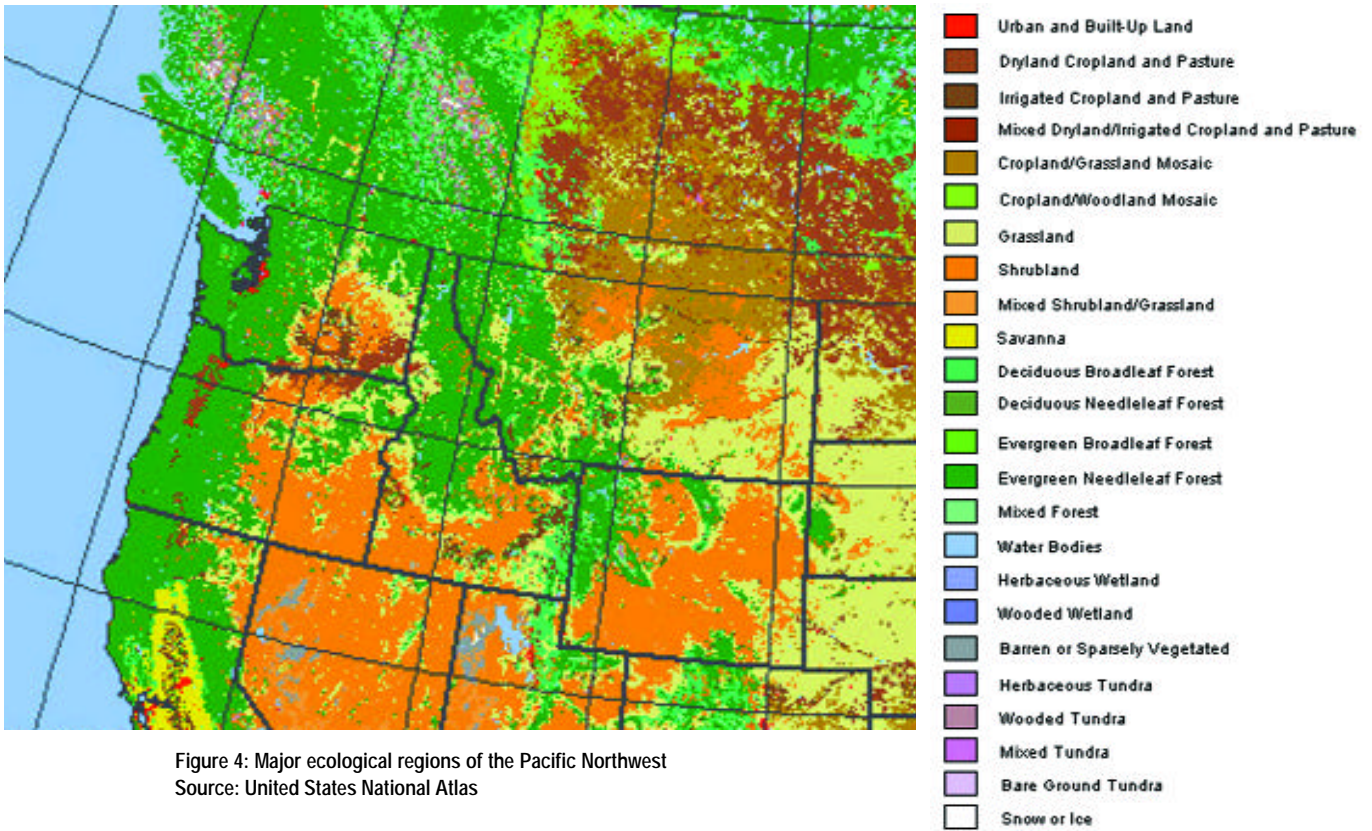 Urban and Built-Up Land
Dryland Cropland and Pasture
Irrigated Cropland and Pasture
Mixed Dryland/Irrigated Cropland and Pasture
Cropland/Grassland Mosaic
Cropland/Woodland Mosaic
Grassland
Shrubland
Mixed Shrubland/Grassland
Savanna
Deciduous Broadleaf Forest
Deciduous Needleleaf Forest
Evergreen Broadleaf Forest
Evergreen Needleleaf Forest
Mixed Forest
Water Bodies
Herbaceous Wetland
Wooded Wetland
Barren or Sparsely Vegetated
Herbaceous Tundra
Wooded Tundra
Mixed Tundra
Bare Ground Tundra
Snow or Ice
Figure 4: Major ecological regions of the Pacific Northwest
Source: United States National Atlas